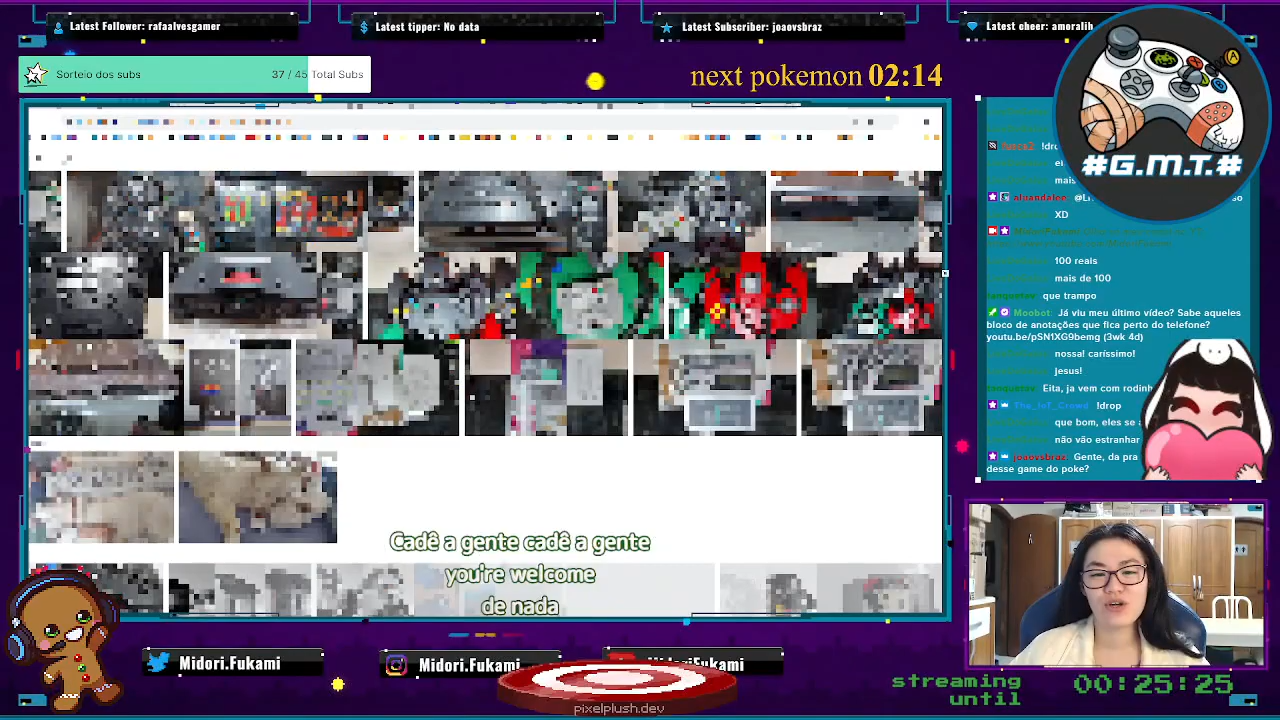 Latest Follower: rafaalvesgamer
Latest tipper: No data
Latest Subscriber: joaovsbraz
Latest cheer: amoralih
Sorteio dos subs
37 / 45 Total Subs
next pokemon 02:14
#G.M.T.#
!drop
mais
XD
100 reais
mais de 100
que trampo
Moobot: Já viu meu último vídeo? Sabe aqueles
bloco de anotações que fica perto do telefone?
youtu.be/pSN1XG9bemg (3wk 4d)
nossa! caríssimo!
jesus!
Eita, ja vem com rodinh
The_IoT_Crowd !drop
que bom, eles se
não vão estranhar
joaovsbraz: Gente, da pra
desse game do poke?
Cadê a gente cadê a gente
you're welcome
de nada
Midori.Fukami
Midori.Fukami
MidoriFukami
pixelplush.dev
streaming
until
00:25:25